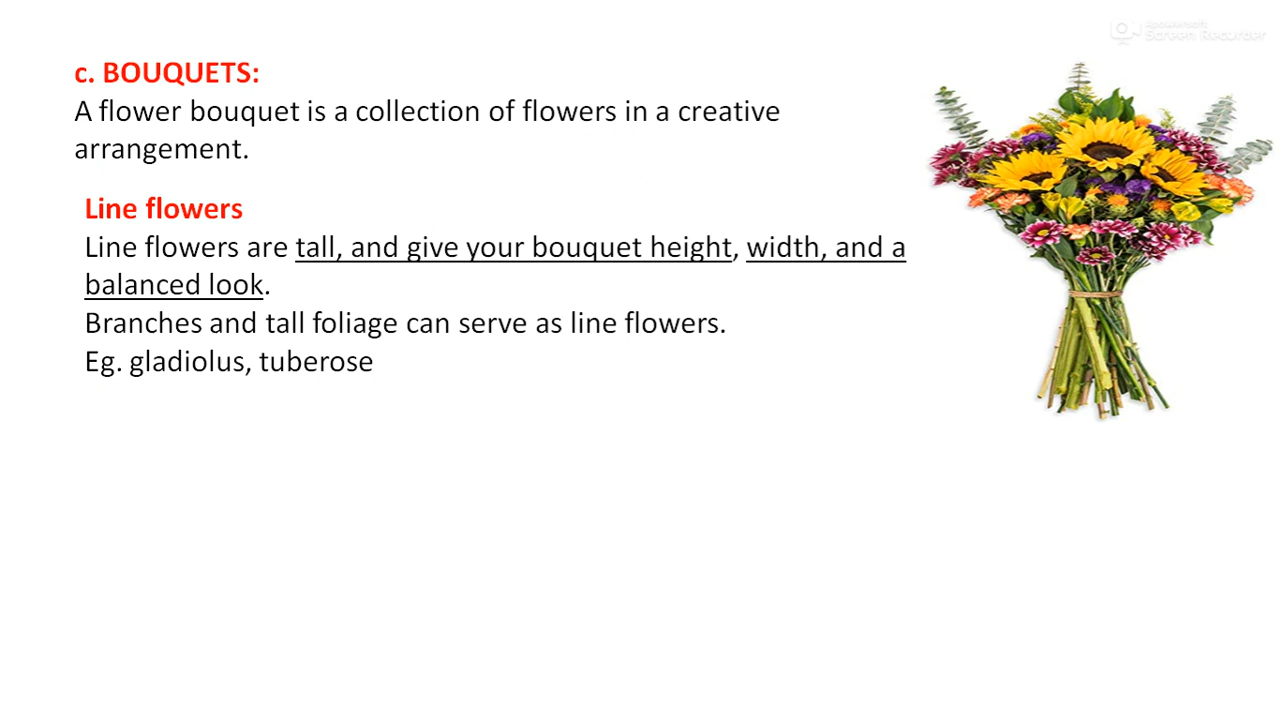 Apowersoft
Screen Recorder
c. BOUQUETS:
A flower bouquet is a collection of flowers in a creative
arrangement.
Line flowers
Line flowers are tall, and give your bouquet height, width, and a
balanced look.
Branches and tall foliage can serve as line flowers.
Eg. gladiolus, tuberose